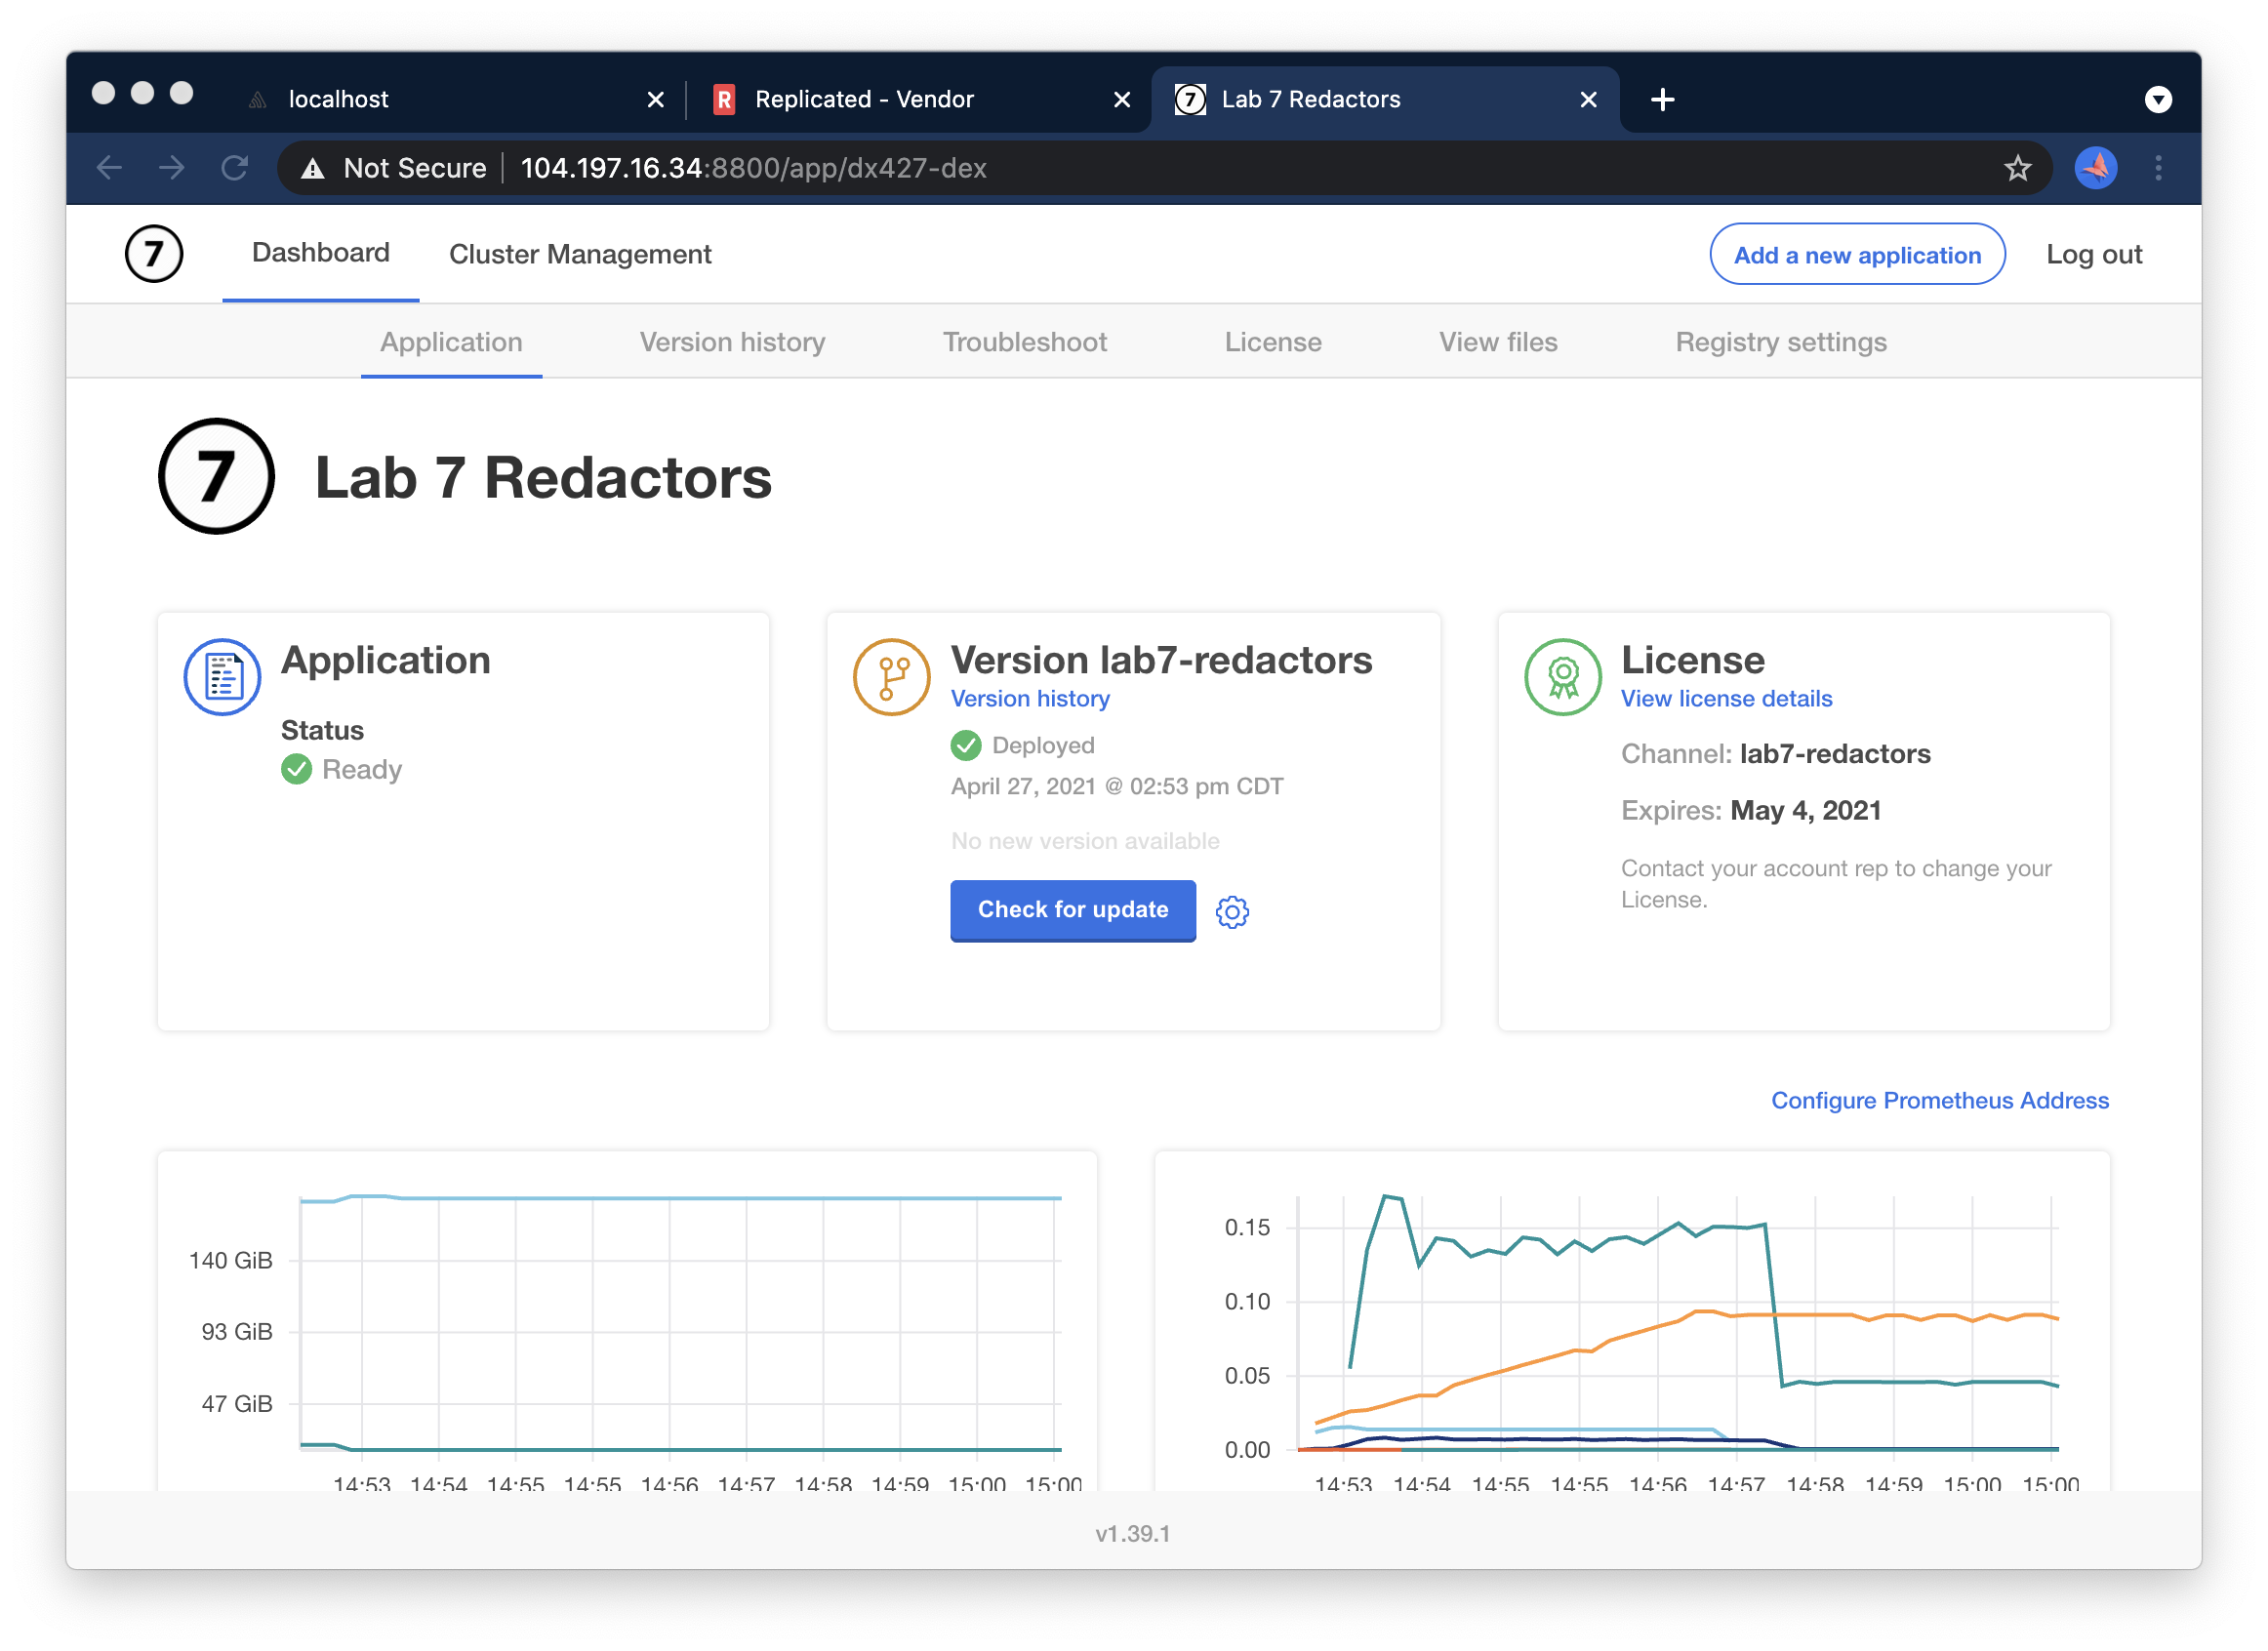 localhost
Replicated - Vendor
7 Lab 7 Redactors
Not Secure 104.197.16.34:8800/app/dx427-dex
7 Dashboard Cluster Management Add a new application Log out
Application Version history Troubleshoot License View files Registry settings
7 Lab 7 Redactors
Application
Status
Ready
Version lab7-redactors
Version history
Deployed
April 27, 2021 @ 02:53 pm CDT
No new version available
Check for update
License
View license details
Channel: lab7-redactors
Expires: May 4, 2021
Contact your account rep to change your
License.
Configure Prometheus Address
140 GiB
93 GiB
47 GiB
14:53 14:54 14:55 14:55 14:56 14:57 14:58 14:59 15:00 15:00
0.15
0.10
0.05
0.00
14:53 14:54 14:55 14:55 14:56 14:57 14:58 14:59 15:00 15:00
v1.39.1